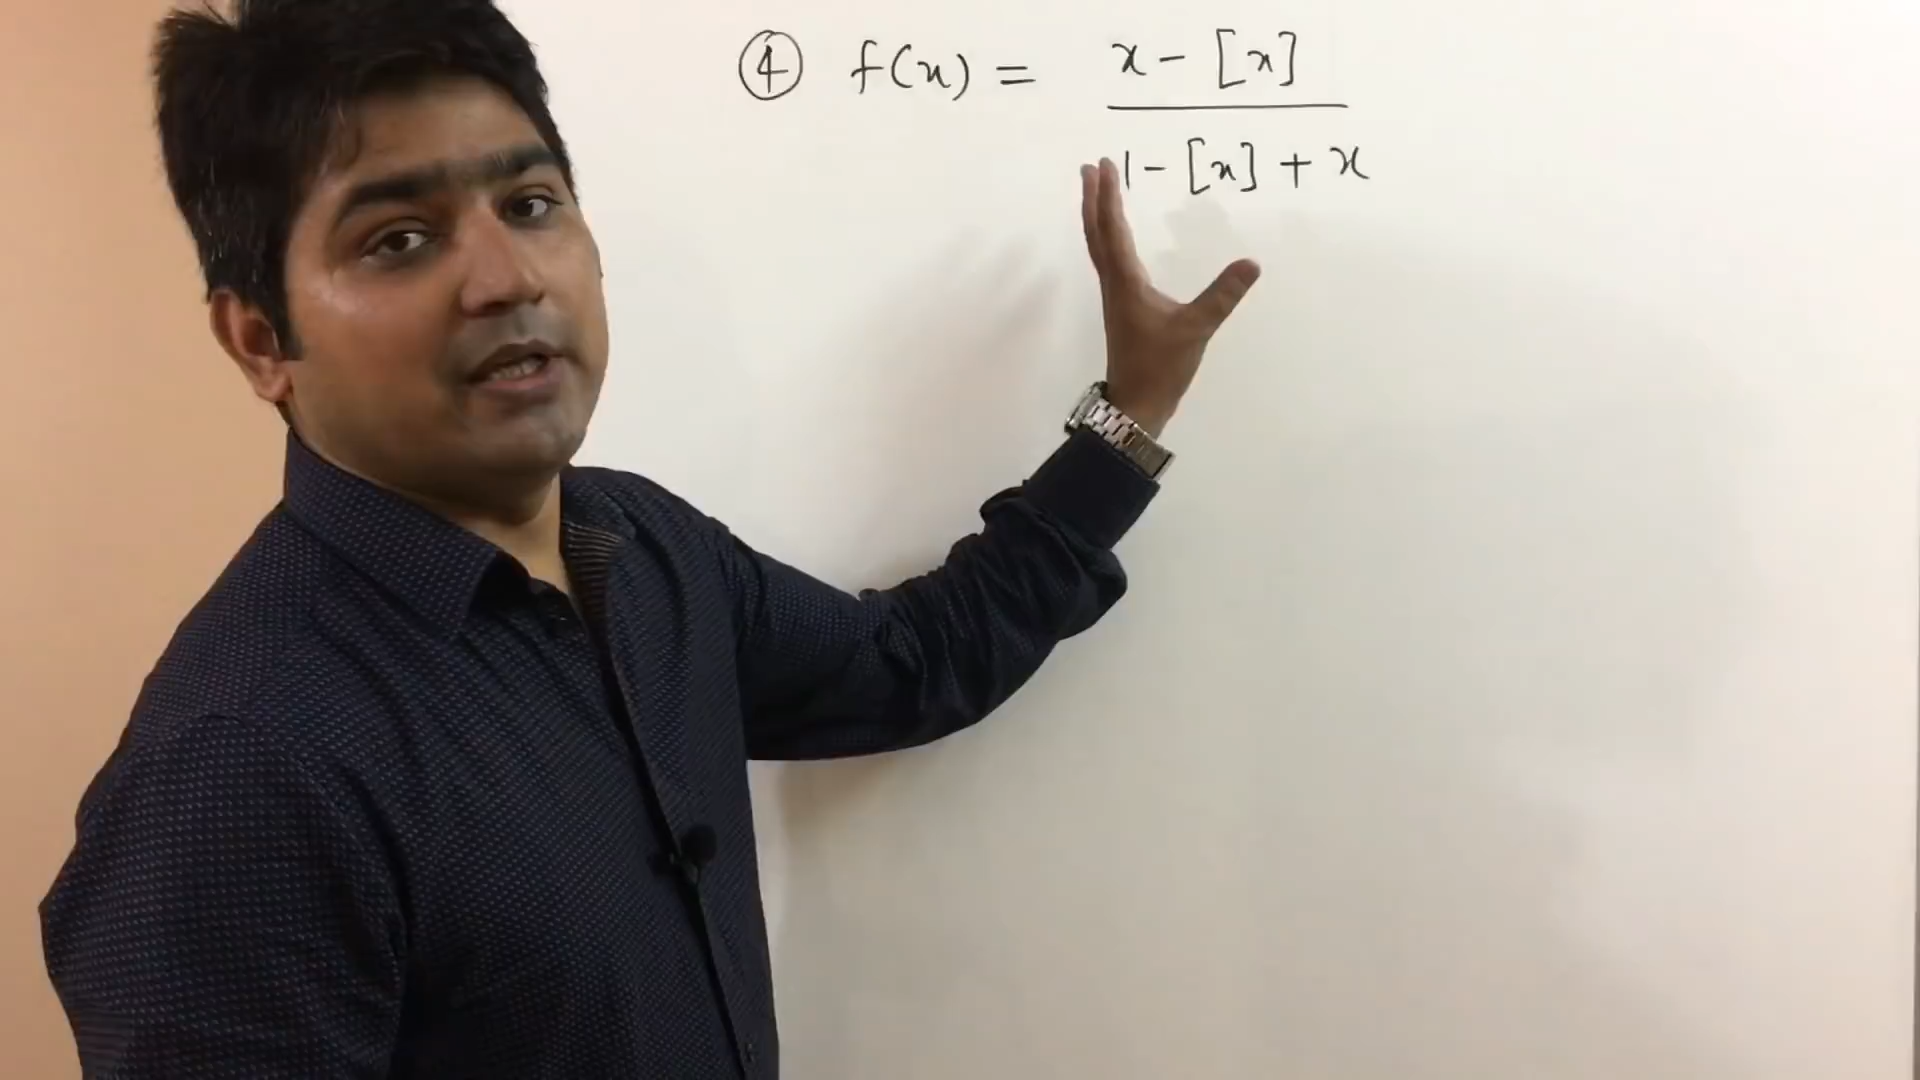 ④ f(x) = x - [x]
1 - [x] + x